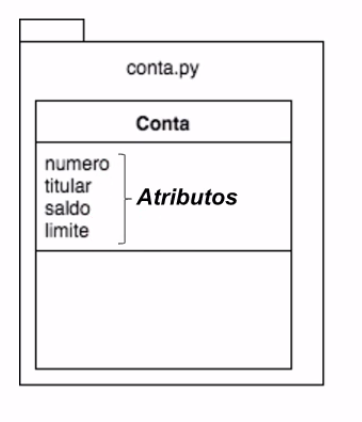 conta.py
Conta
numero
titular
saldo
limite
Atributos